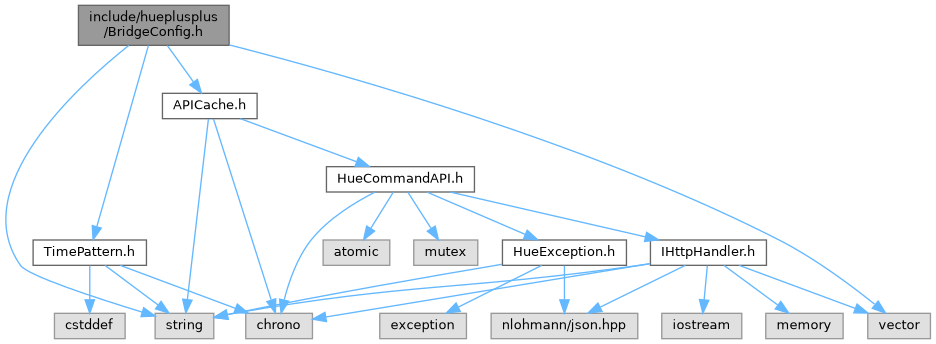 include/hueplusplus
/BridgeConfig.h
APICache.h
HueCommandAPI.h
TimePattern.h
atomic
mutex
HueException.h
IHttpHandler.h
cstddef
string
chrono
exception
nlohmann/json.hpp
iostream
memory
vector